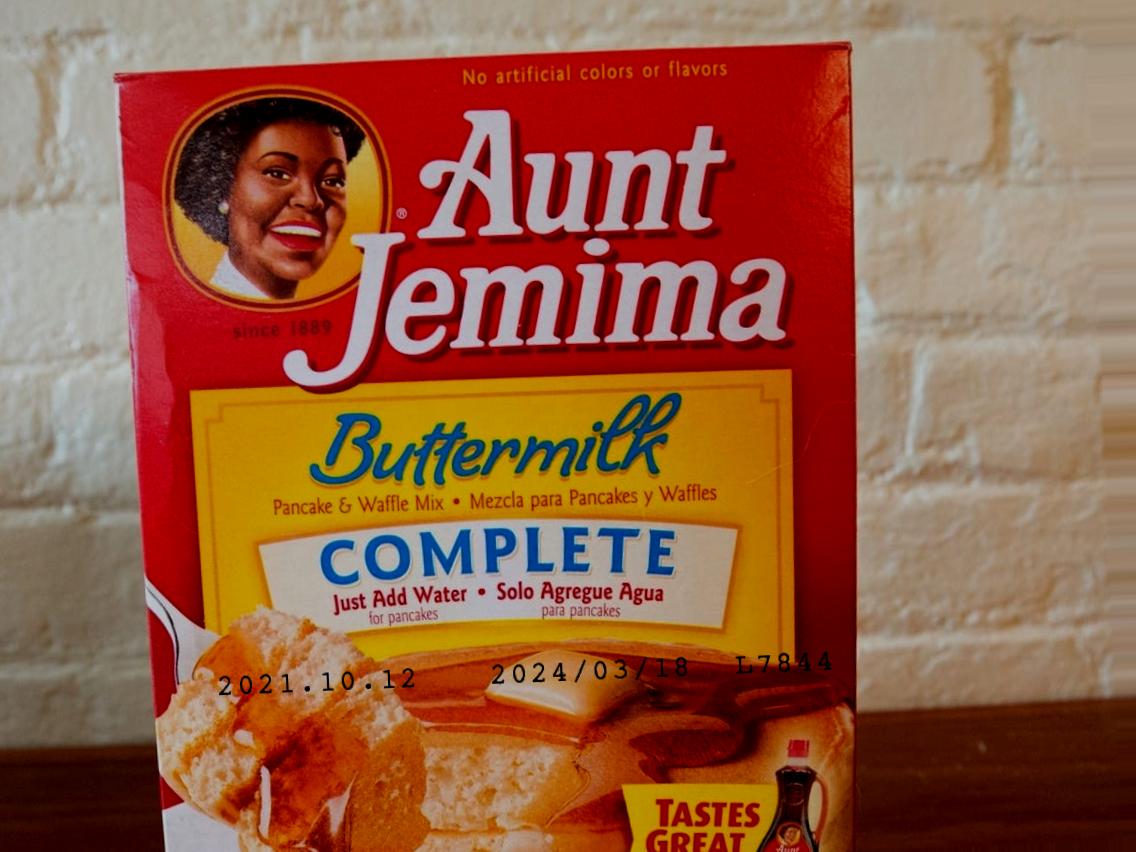 No artificial colors or flavors
Aunt
Jemima
®
since 1889
Buttermilk
Pancake & Waffle Mix • Mezcla para Pancakes y Waffles
COMPLETE
Just Add Water • Solo Agregue Agua
for pancakes para pancakes
2021.10.12 2024/03/18 L7844
TASTES
GREAT
Aunt